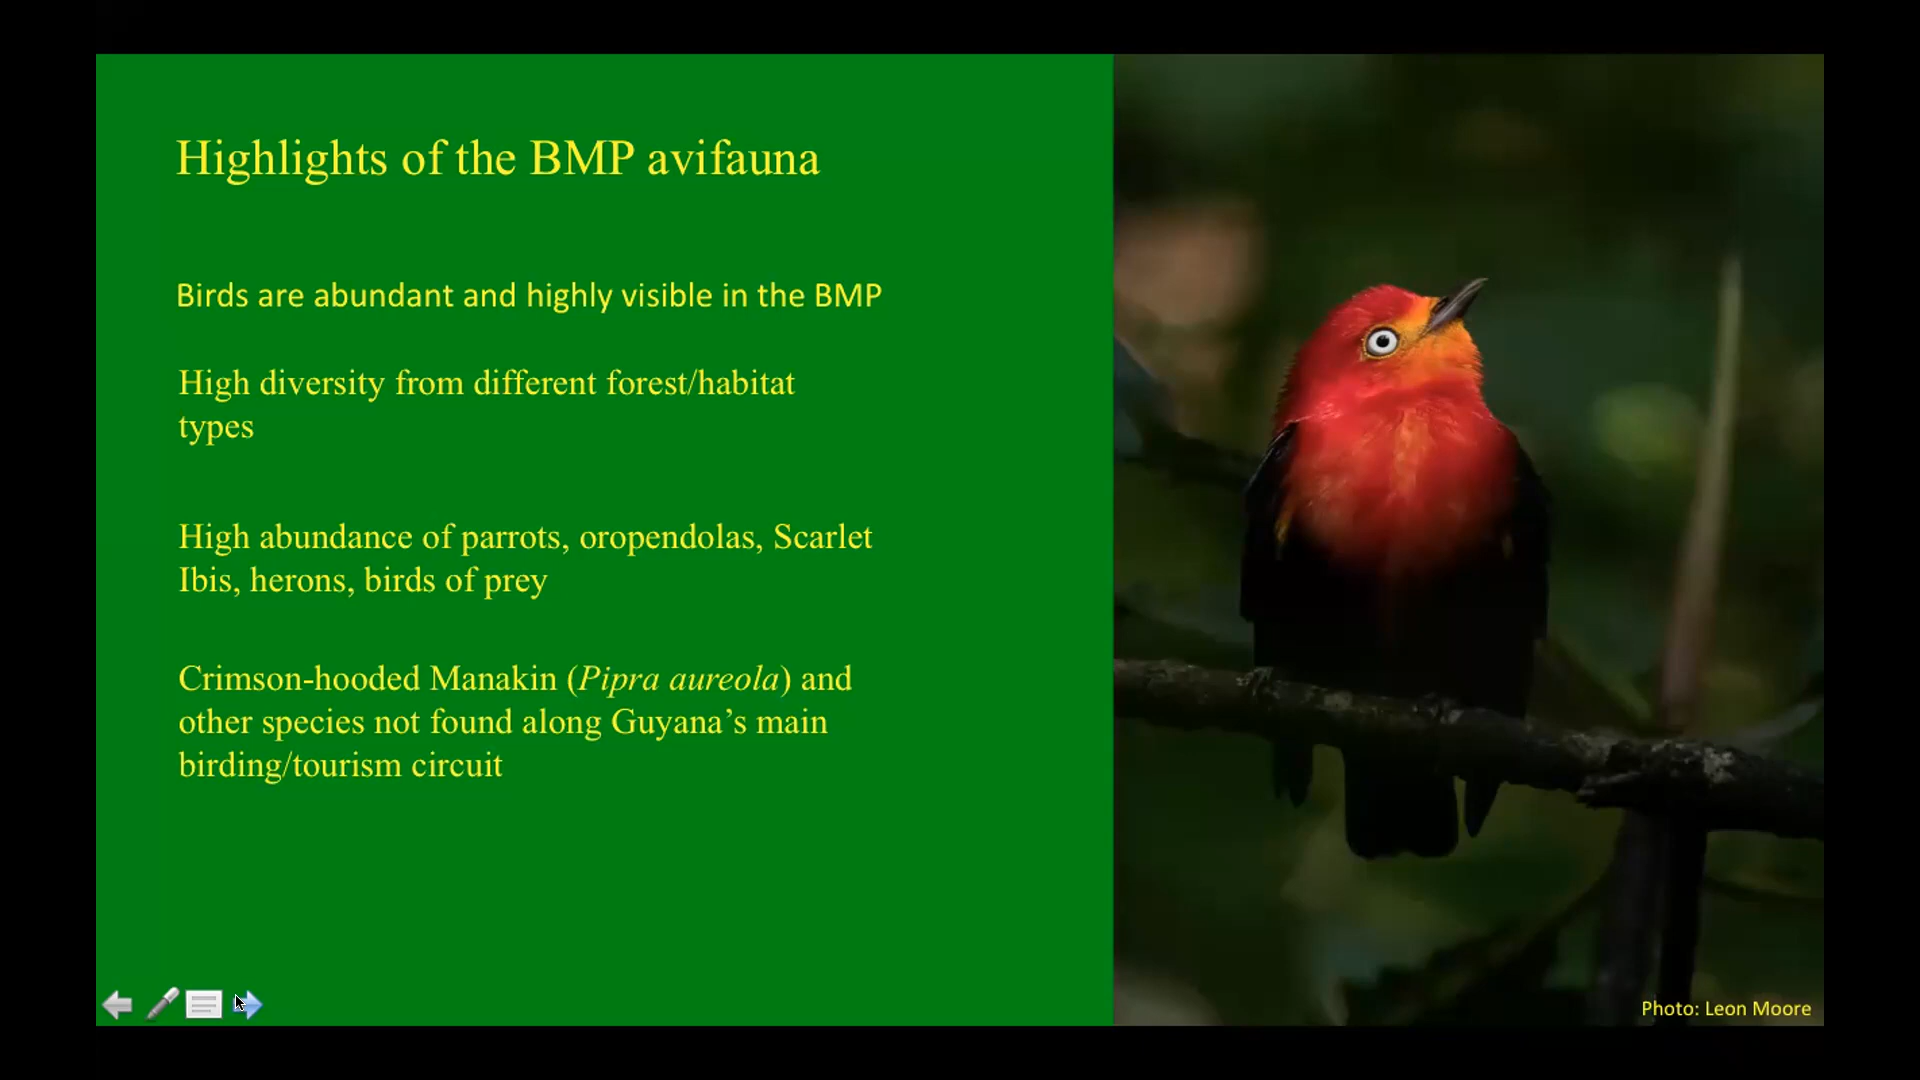 Highlights of the BMP avifauna
Birds are abundant and highly visible in the BMP
High diversity from different forest/habitat
types
High abundance of parrots, oropendolas, Scarlet
Ibis, herons, birds of prey
Crimson-hooded Manakin (Pipra aureola) and
other species not found along Guyana’s main
birding/tourism circuit
Photo: Leon Moore